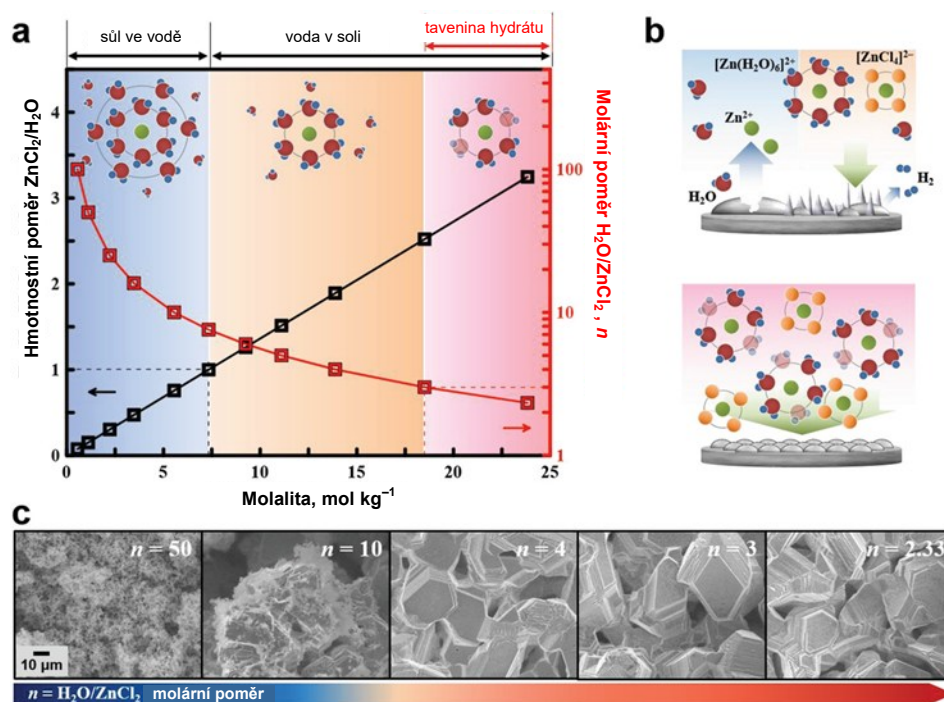 a
sůl ve vodě
voda v soli
tavenina hydrátu
Hmotnostní poměr ZnCl2/H2O
4
3
2
1
0
0
5
10
15
20
25
Molalita, mol kg⁻¹
100
10
1
Molární poměr H₂O/ZnCl₂ , n
b
[Zn(H₂O)₆]²⁺
[ZnCl₄]²⁻
Zn²⁺
H₂O
H₂
c
n = 50
n = 10
n = 4
n = 3
n = 2.33
10 µm
n = H₂O/ZnCl₂ molární poměr